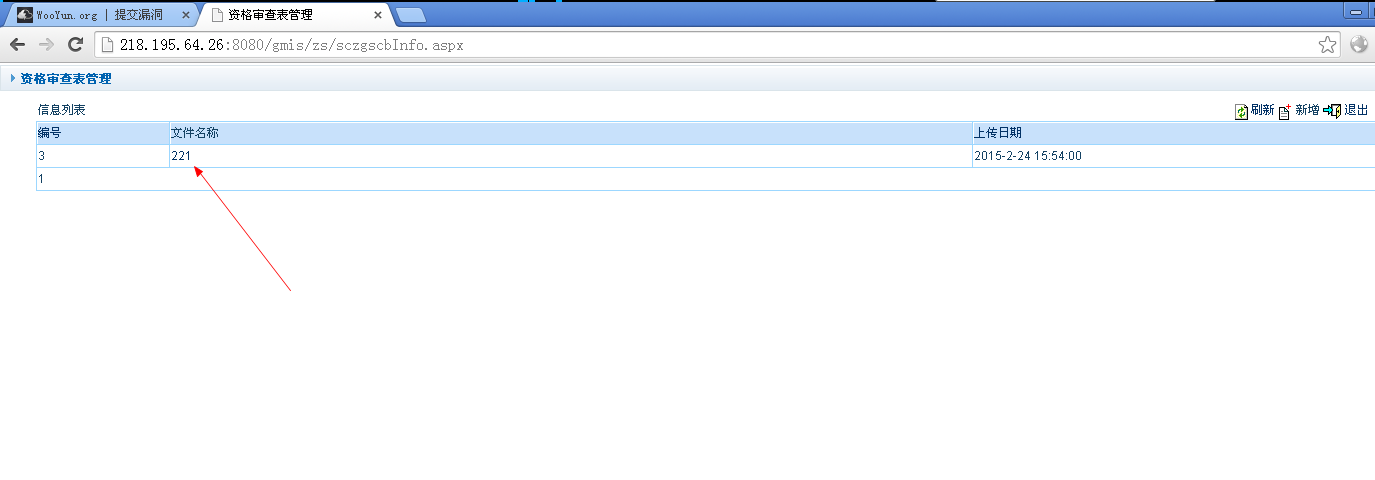 WooYun.org | 提交漏洞
资格审查表管理
218.195.64.26:8080/gmis/zs/sczgscbInfo.aspx
资格审查表管理
信息列表 刷新 新增 退出
编号 文件名称 上传日期
3 221 2015-2-24 15:54:00
1